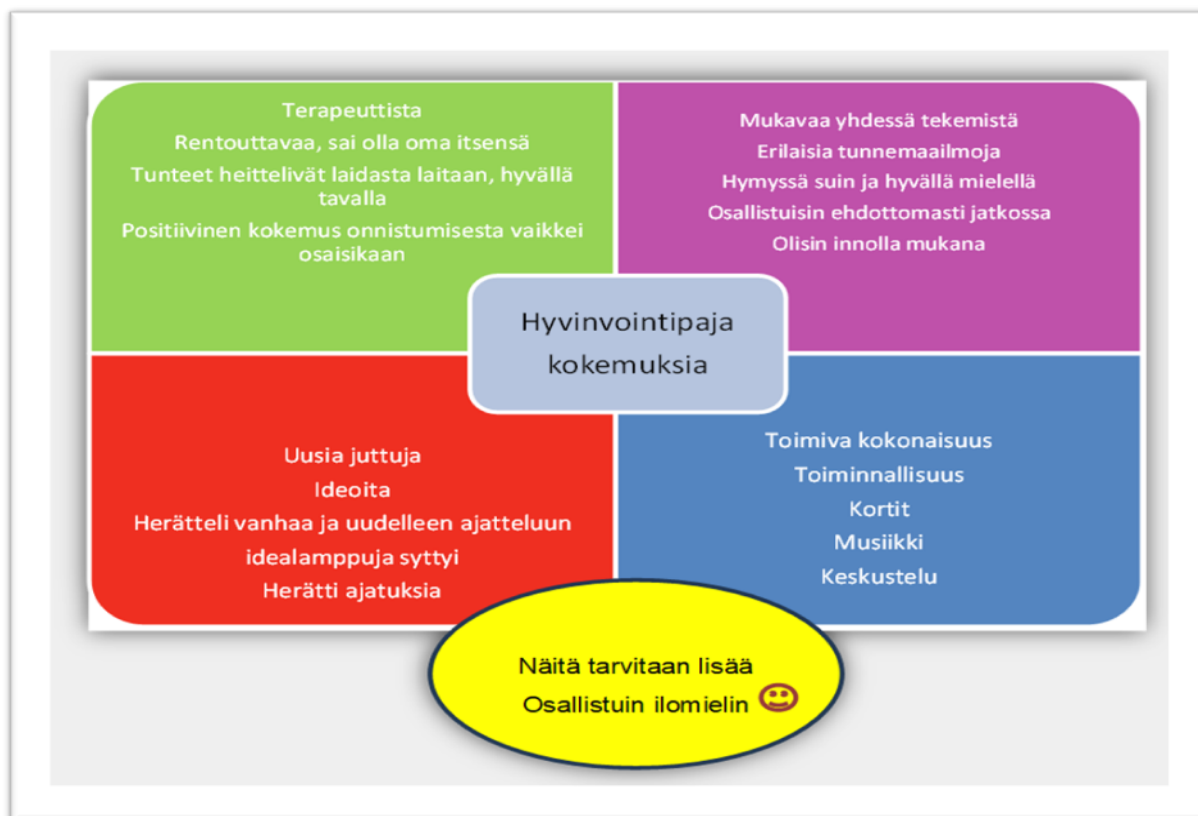 Terapeuttista
Rentouttavaa, sai olla oma itsensä
Tunteet heittelivät laidasta laitaan, hyvällä
tavalla
Positiivinen kokemus onnistumisesta vaikkei
osaisikaan
Mukavaa yhdessä tekemistä
Erilaisia tunnemaailmoja
Hymyssä suin ja hyvällä mielellä
Osallistuisin ehdottomasti jatkossa
Olisin innolla mukana
Hyvinvointipaja
kokemuksia
Uusia juttuja
Ideoita
Herätteli vanhaa ja uudelleen ajatteluun
idealamppuja syttyi
Herätti ajatuksia
Toimiva kokonaisuus
Toiminnallisuus
Kortit
Musiikki
Keskustelu
Näitä tarvitaan lisää
Osallistuin ilomielin